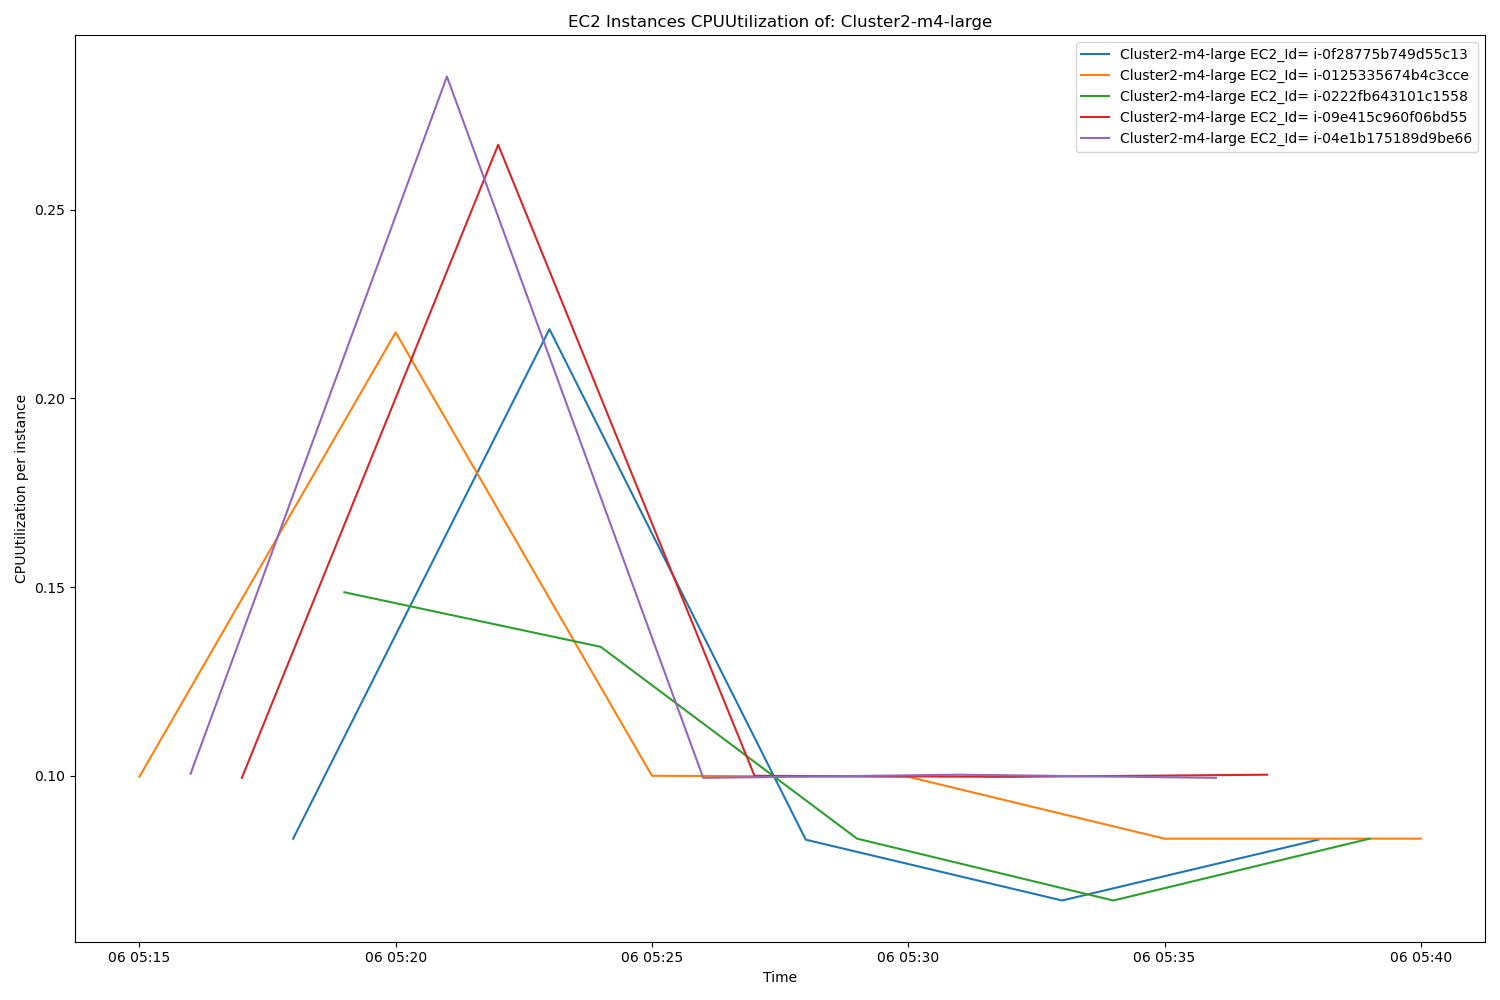 EC2 Instances CPUUtilization of: Cluster2-m4-large
Cluster2-m4-large EC2_Id= i-0f28775b749d55c13
Cluster2-m4-large EC2_Id= i-0125335674b4c3cce
Cluster2-m4-large EC2_Id= i-0222fb643101c1558
Cluster2-m4-large EC2_Id= i-09e415c960f06bd55
Cluster2-m4-large EC2_Id= i-04e1b175189d9be66
CPUUtilization per instance
0.25
0.20
0.15
0.10
06 05:15 06 05:20 06 05:25 06 05:30 06 05:35 06 05:40
Time